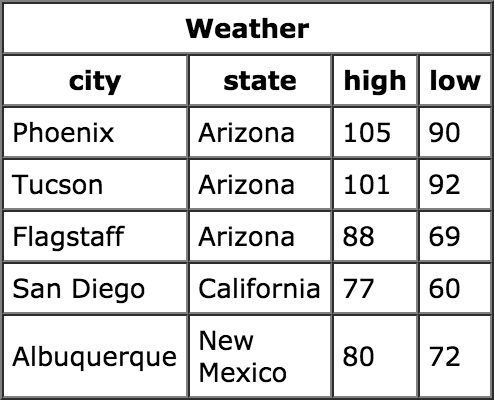 Weather
city state high low
Phoenix Arizona 105 90
Tucson Arizona 101 92
Flagstaff Arizona 88 69
San Diego California 77 60
Albuquerque New Mexico 80 72